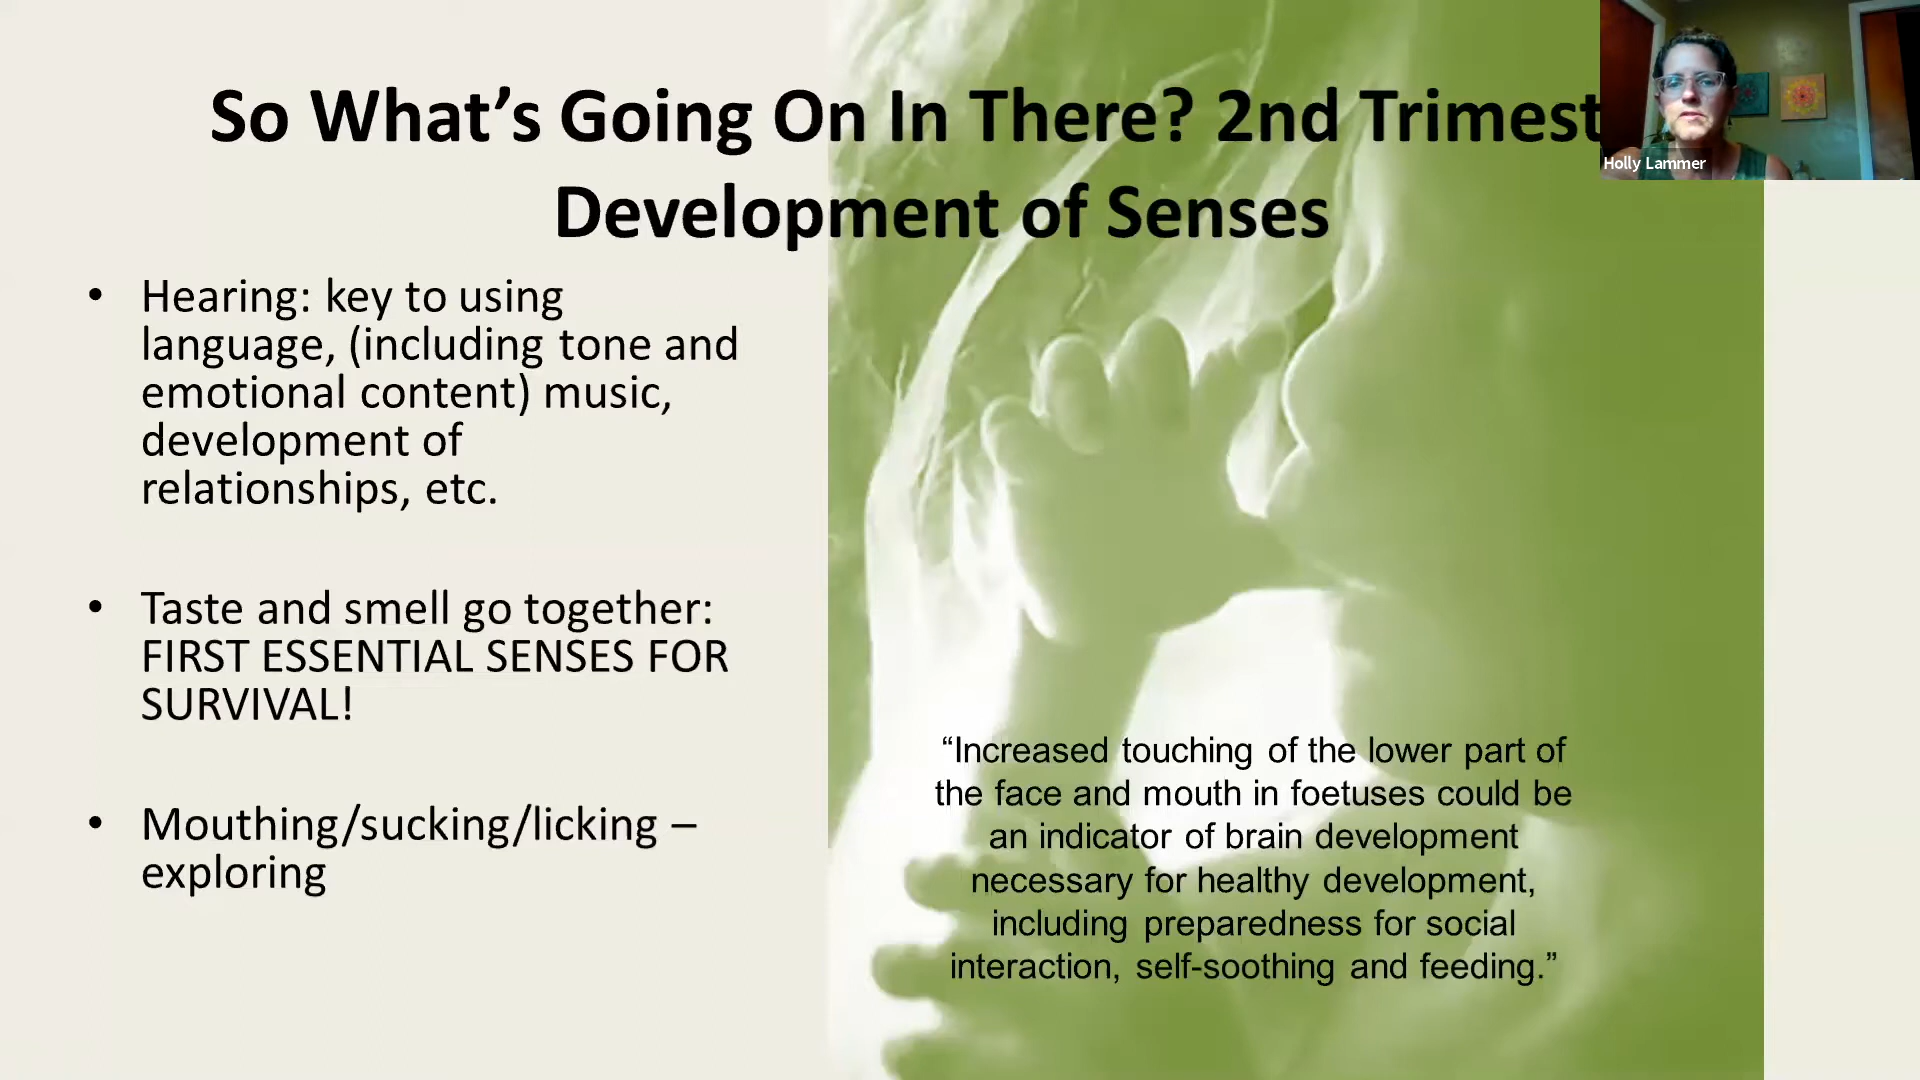 So What’s Going On In There? 2nd Trimest
Development of Senses
Holly Lammer
• Hearing: key to using
language, (including tone and
emotional content) music,
development of
relationships, etc.
• Taste and smell go together:
FIRST ESSENTIAL SENSES FOR
SURVIVAL!
• Mouthing/sucking/licking –
exploring
“Increased touching of the lower part of
the face and mouth in foetuses could be
an indicator of brain development
necessary for healthy development,
including preparedness for social
interaction, self-soothing and feeding.”